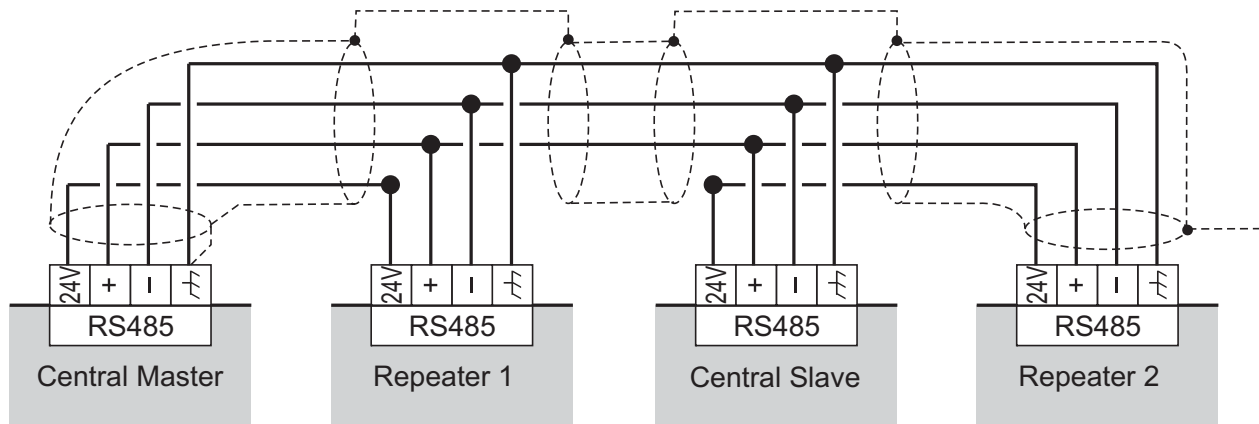 24V + –
24V + –
24V + –
24V + –
RS485
RS485
RS485
RS485
Central Master
Repeater 1
Central Slave
Repeater 2